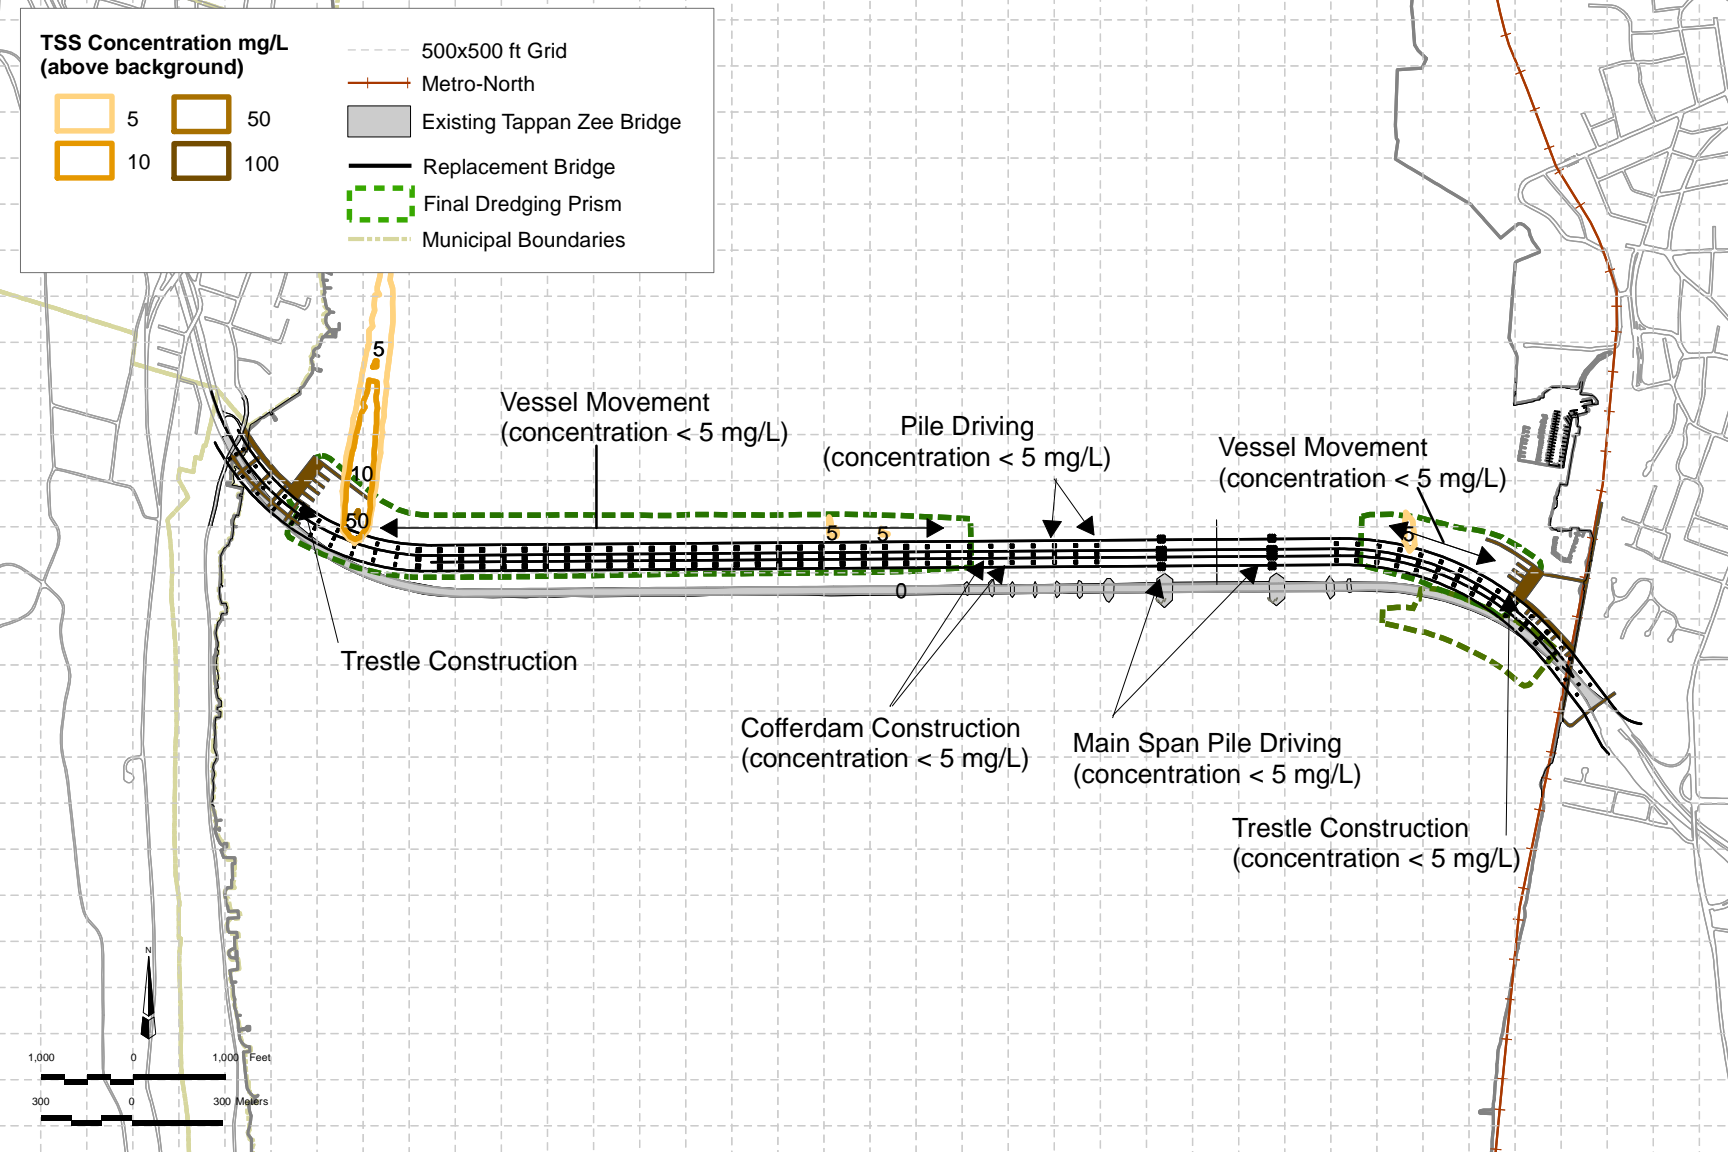 TSS Concentration mg/L
(above background)
5
50
10
100
500x500 ft Grid
Metro-North
Existing Tappan Zee Bridge
Replacement Bridge
Final Dredging Prism
Municipal Boundaries
5
10
50
Vessel Movement
(concentration < 5 mg/L)
Pile Driving
(concentration < 5 mg/L)
Vessel Movement
(concentration < 5 mg/L)
5
5
5
0
Trestle Construction
Cofferdam Construction
(concentration < 5 mg/L)
Main Span Pile Driving
(concentration < 5 mg/L)
Trestle Construction
(concentration < 5 mg/L)
N
1,000 0 1,000 Feet
300 0 300 Meters